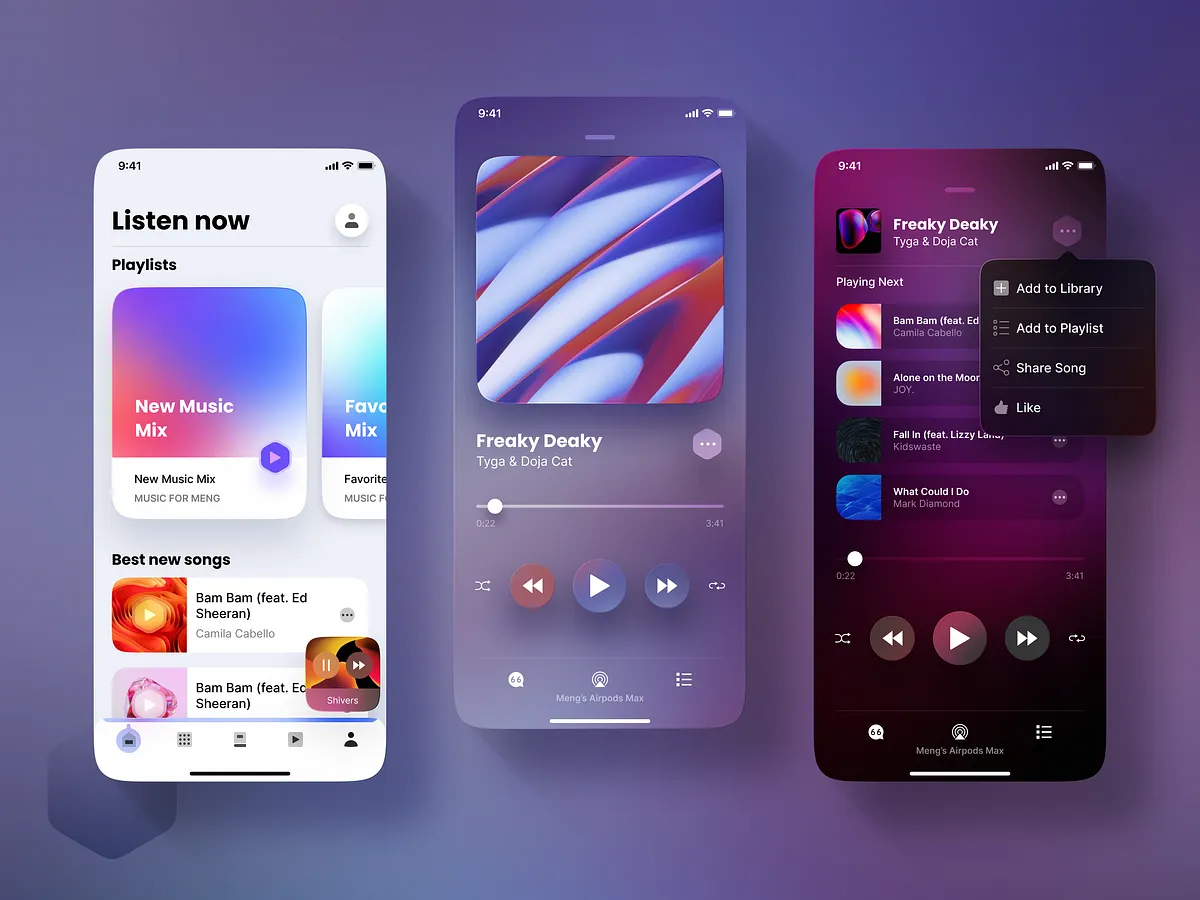 9:41
Listen now
Playlists
New Music
Mix
New Music Mix
MUSIC FOR MENG
Favo
Mix
Favorite
MUSIC F
Best new songs
Bam Bam (feat. Ed
Sheeran)
Camila Cabello
Bam Bam (feat. Ed
Sheeran)
Shivers
9:41
Freaky Deaky
Tyga & Doja Cat
0:22
3:41
66
Meng's Airpods Max
9:41
Freaky Deaky
Tyga & Doja Cat
Playing Next
Bam Bam (feat. Ed
Camila Cabello
Alone on the Moon
JOY.
Fall In (feat. Lizzy Land)
Kidswaste
What Could I Do
Mark Diamond
Add to Library
Add to Playlist
Share Song
Like
0:22
3:41
66
Meng's Airpods Max